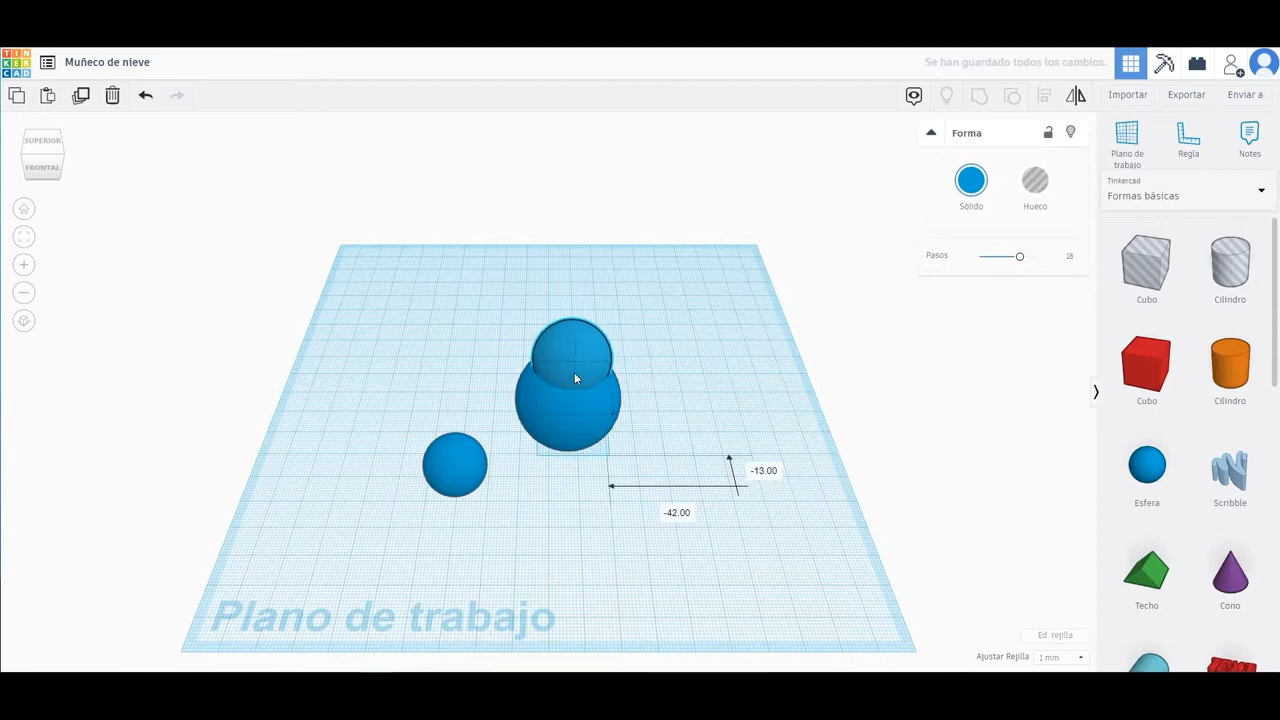 TIN
KER
CAD
Muñeco de nieve
Se han guardado todos los cambios.
Importar
Exportar
Enviar a
SUPERIOR
FRONTAL
Forma
Sólido
Hueco
Pasos
18
Plano de
trabajo
Regla
Notes
Tinkercad
Formas básicas
Cubo
Cilindro
Cubo
Cilindro
Esfera
Scribble
Techo
Cono
-13.00
-42.00
Plano de trabajo
Ed. rejilla
Ajustar Rejilla
1 mm